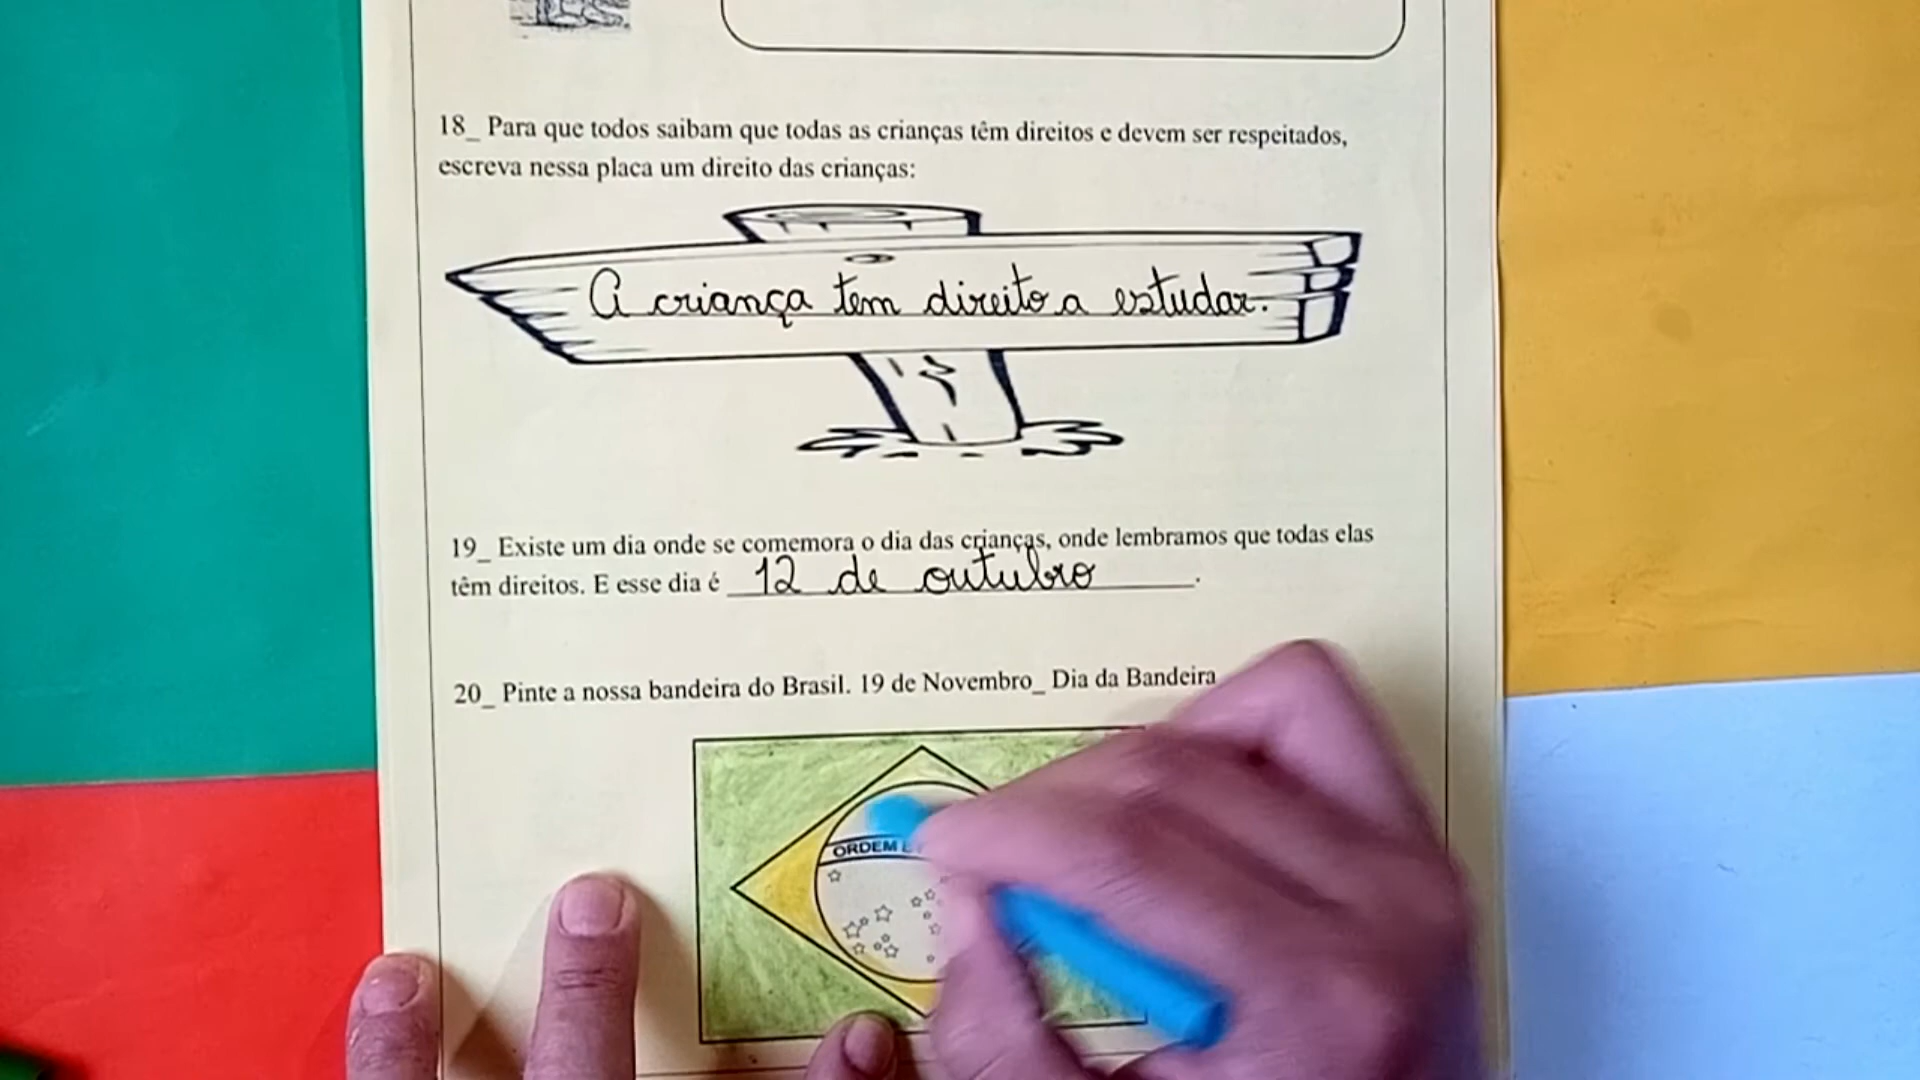 18_ Para que todos saibam que todas as crianças têm direitos e devem ser respeitados,
escreva nessa placa um direito das crianças:
A criança tem direito a estudar.
19_ Existe um dia onde se comemora o dia das crianças, onde lembramos que todas elas
têm direitos. E esse dia é 12 de outubro.
20_ Pinte a nossa bandeira do Brasil. 19 de Novembro_ Dia da Bandeira
ORDEM E